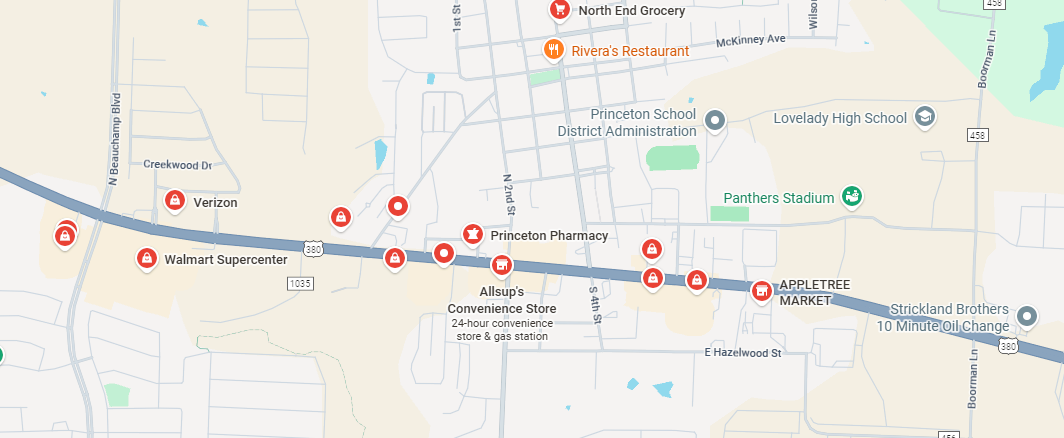 458
1st St
North End Grocery
Wilson
McKinney Ave
Boorman Ln
Rivera's Restaurant
N Beauchamp Blvd
Princeton School
District Administration
Lovelady High School
458
Creekwood Dr
N 2nd St
Verizon
Panthers Stadium
Princeton Pharmacy
380
Walmart Supercenter
1035
Allsup's
Convenience Store
24-hour convenience
store & gas station
S 4th St
APPLETREE
MARKET
Strickland Brothers
10 Minute Oil Change
380
E Hazelwood St
Boorman Ln